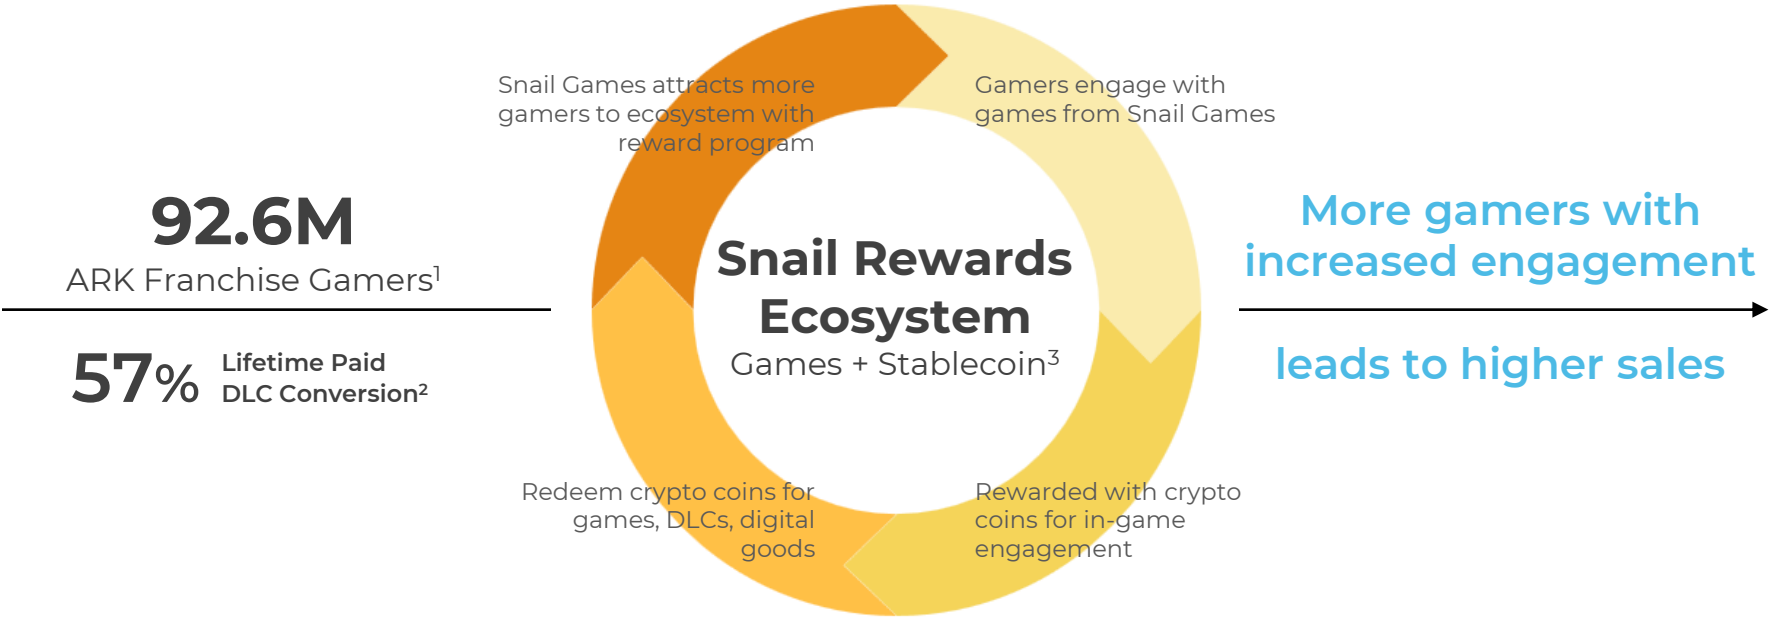 92.6M
ARK Franchise Gamers¹
57% Lifetime Paid
DLC Conversion²
Snail Games attracts more
gamers to ecosystem with
reward program
Gamers engage with
games from Snail Games
Snail Rewards
Ecosystem
Games + Stablecoin³
Redeem crypto coins for
games, DLCs, digital
goods
Rewarded with crypto
coins for in-game
engagement
More gamers with
increased engagement
leads to higher sales